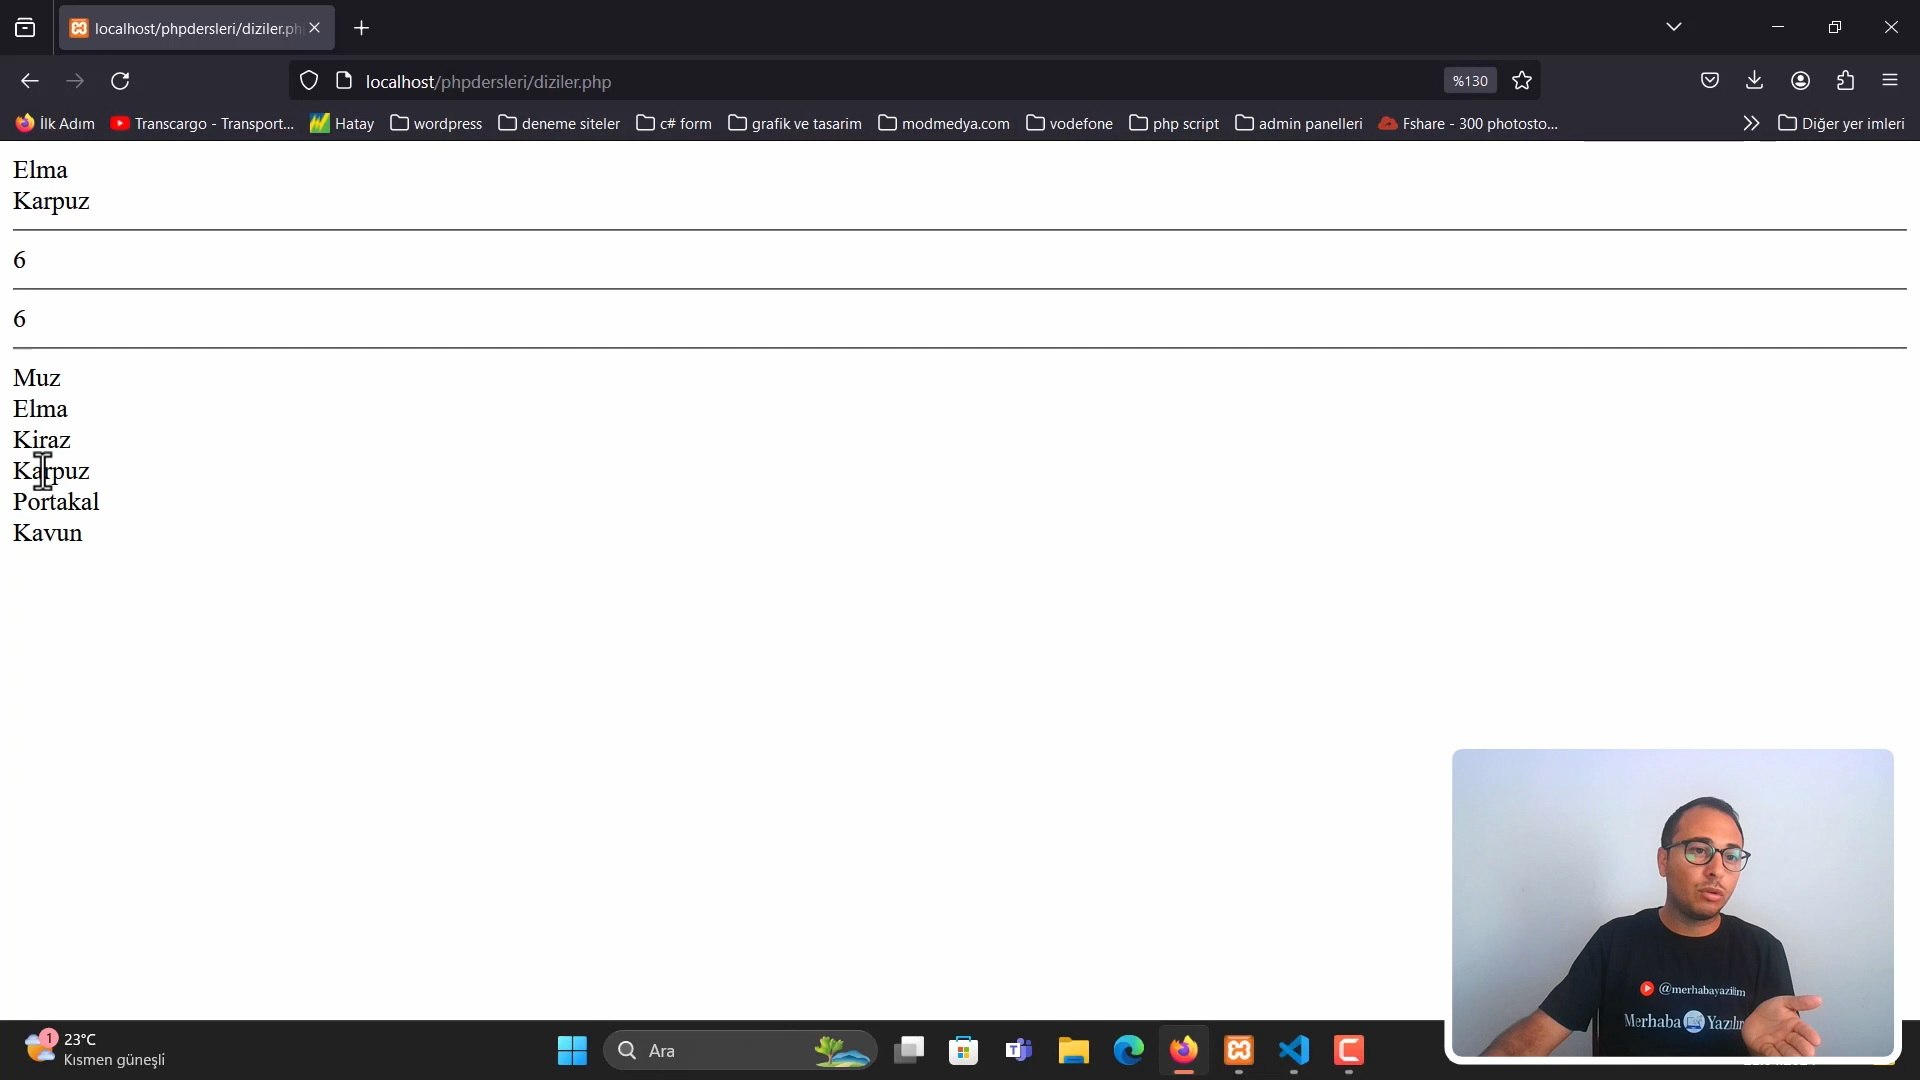 localhost/phpdersleri/diziler.ph
localhost/phpdersleri/diziler.php
%130
İlk Adım
Transcargo - Transport...
Hatay
wordpress
deneme siteler
c# form
grafik ve tasarim
modmedya.com
vodefone
php script
admin panelleri
Fshare - 300 photosto...
Diğer yer imleri
Elma
Karpuz
6
6
Muz
Elma
Kiraz
Karpuz
Portakal
Kavun
@merhabayazilim
Merhaba Yazılım
1
23°C
Kısmen güneşli
Ara